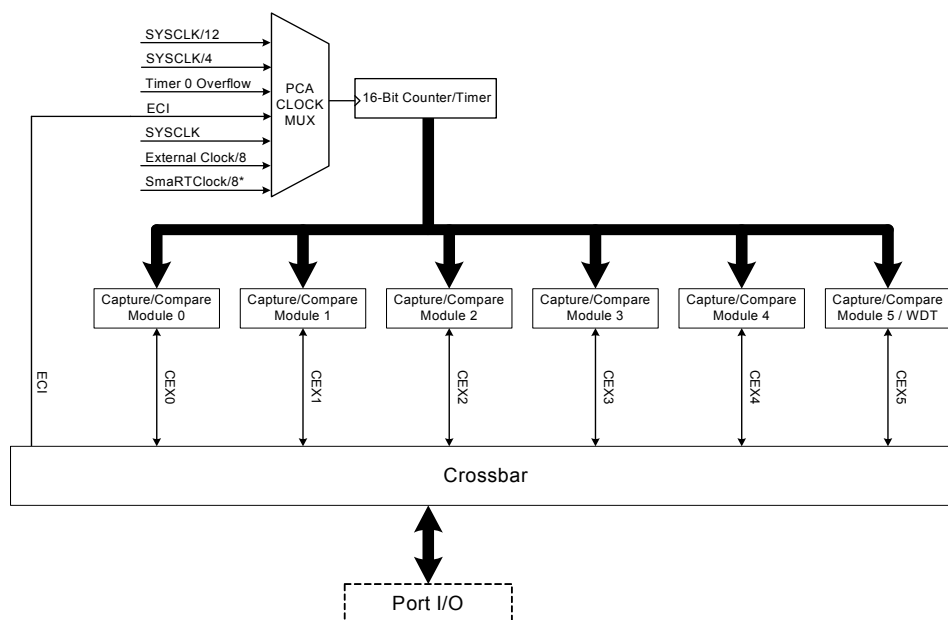 SYSCLK/12
SYSCLK/4
Timer 0 Overflow
ECI
SYSCLK
External Clock/8
SmaRTClock/8*
PCA
CLOCK
MUX
16-Bit Counter/Timer
Capture/Compare
Module 0
Capture/Compare
Module 1
Capture/Compare
Module 2
Capture/Compare
Module 3
Capture/Compare
Module 4
Capture/Compare
Module 5 / WDT
ECI
CEX0
CEX1
CEX2
CEX3
CEX4
CEX5
Crossbar
Port I/O